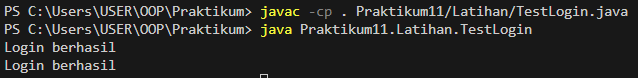 PS C:\Users\USER\OOP\Praktikum> javac -cp . Praktikum11/Latihan/TestLogin.java
PS C:\Users\USER\OOP\Praktikum> java Praktikum11.Latihan.TestLogin
Login berhasil
Login berhasil